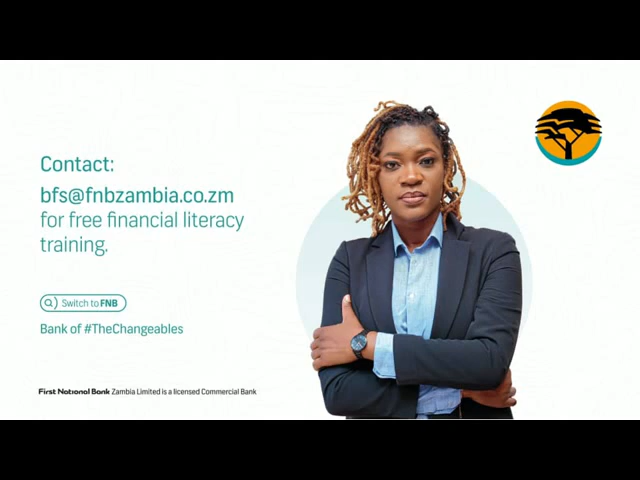 Contact:
bfs@fnbzambia.co.zm
for free financial literacy
training.
Switch to FNB
Bank of #TheChangeables
First National Bank Zambia Limited is a licensed Commercial Bank